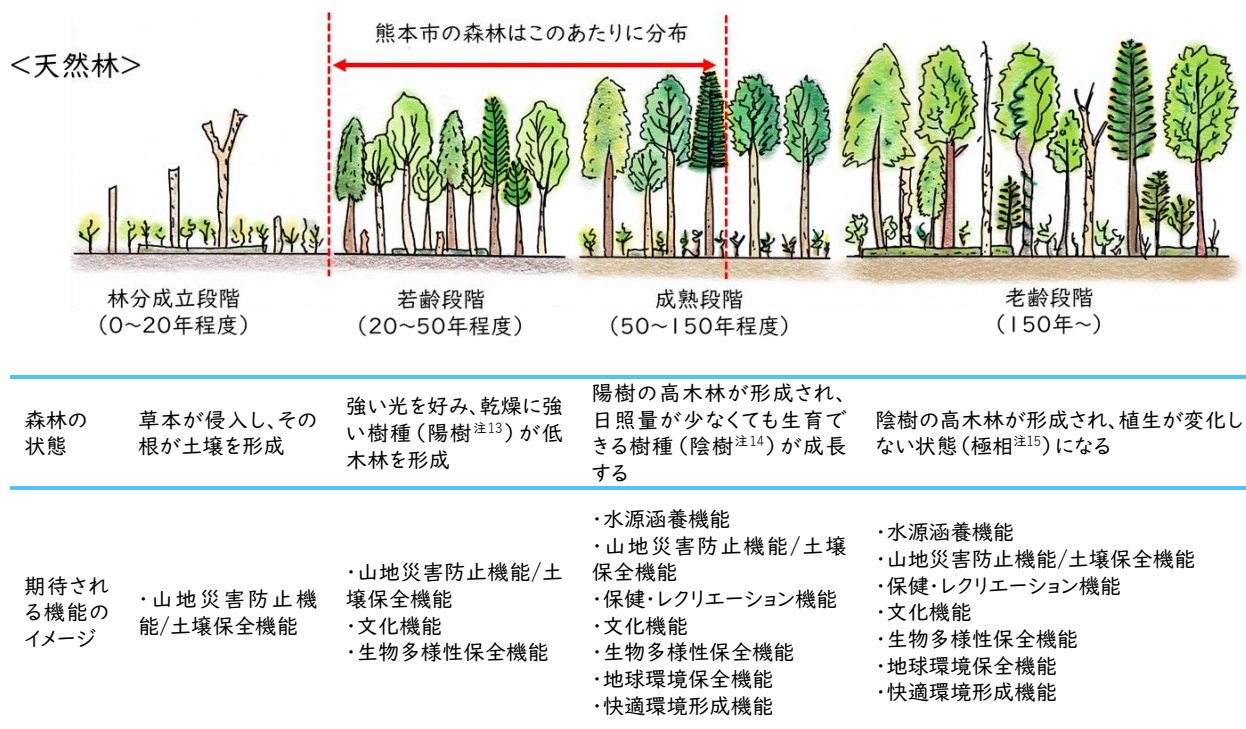 熊本市の森林はこのあたりに分布
<天然林>
林分成立段階
(0~20年程度)
若齢段階
(20~50年程度)
成熟段階
(50~150年程度)
老齢段階
(150年~)
森林の
状態
草本が侵入し、その
根が土壌を形成
強い光を好み、乾燥に強
い樹種(陽樹注13)が低
木林を形成
陽樹の高木林が形成され、
日照量が少なくても生育で
きる樹種(陰樹注14)が成長
する
陰樹の高木林が形成され、植生が変化し
ない状態(極相注15)になる
期待され
る機能の
イメージ
・山地災害防止機
能/土壌保全機能
・山地災害防止機能/土
壌保全機能
・文化機能
・生物多様性保全機能
・水源涵養機能
・山地災害防止機能/土壌
保全機能
・保健・レクリエーション機能
・文化機能
・生物多様性保全機能
・地球環境保全機能
・快適環境形成機能
・水源涵養機能
・山地災害防止機能/土壌保全機能
・保健・レクリエーション機能
・文化機能
・生物多様性保全機能
・地球環境保全機能
・快適環境形成機能